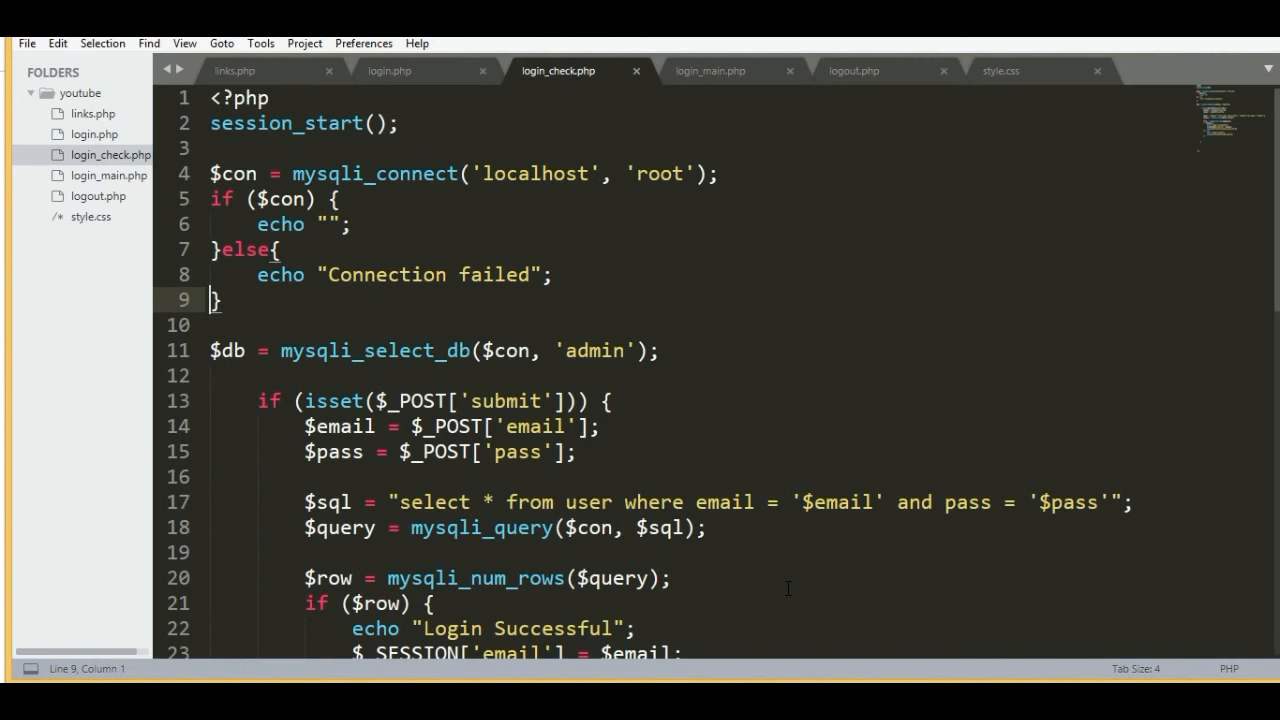 File Edit Selection Find View Goto Tools Project Preferences Help
FOLDERS
youtube
links.php
login.php
login_check.php
login_main.php
logout.php
/* style.css
links.php × login.php × login_check.php × login_main.php × logout.php × style.css ×
1 <?php
2 session_start();
3
4 $con = mysqli_connect('localhost', 'root');
5 if ($con) {
6 echo "";
7 }else{
8 echo "Connection failed";
9 }
10
11 $db = mysqli_select_db($con, 'admin');
12
13 if (isset($_POST['submit'])) {
14 $email = $_POST['email'];
15 $pass = $_POST['pass'];
16
17 $sql = "select * from user where email = '$email' and pass = '$pass'";
18 $query = mysqli_query($con, $sql);
19
20 $row = mysqli_num_rows($query);
21 if ($row) {
22 echo "Login Successful";
23 $_SESSION['email'] = $email;
Line 9, Column 1
Tab Size: 4
PHP